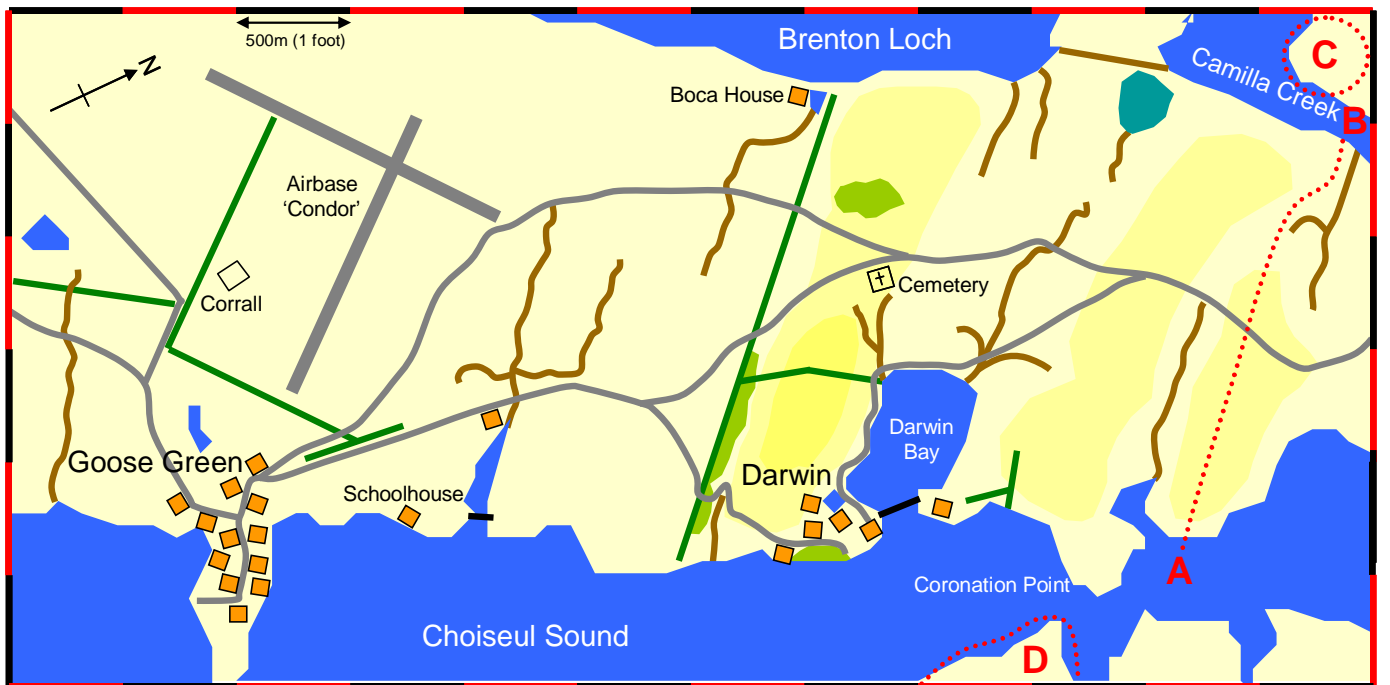 500m (1 foot)
N
Brenton Loch
C
Camilla Creek
B
Boca House
Airbase
'Condor'
Corrall
Cemetery
Darwin
Bay
Goose Green
Darwin
Schoolhouse
A
Coronation Point
Choiseul Sound
D